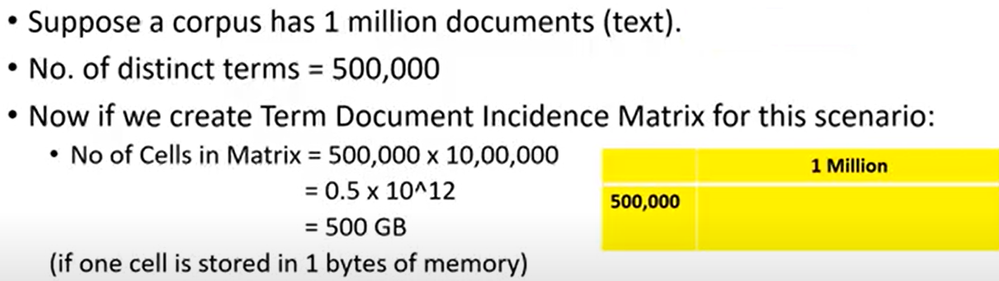 • Suppose a corpus has 1 million documents (text).
• No. of distinct terms = 500,000
• Now if we create Term Document Incidence Matrix for this scenario:
• No of Cells in Matrix = 500,000 x 10,00,000
= 0.5 x 10^12
= 500 GB
(if one cell is stored in 1 bytes of memory)
1 Million
500,000